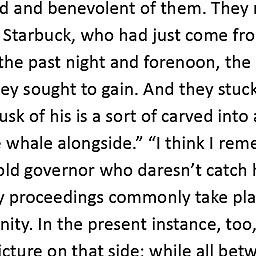 d and benevolent of them. They
Starbuck, who had just come fro
the past night and forenoon, the
ey sought to gain. And they stuck
usk of his is a sort of carved into
whale alongside.” “I think I reme
old governor who daren’t catch
proceedings commonly take pla
nity. In the present instance, too,
icture on that side; while all betw